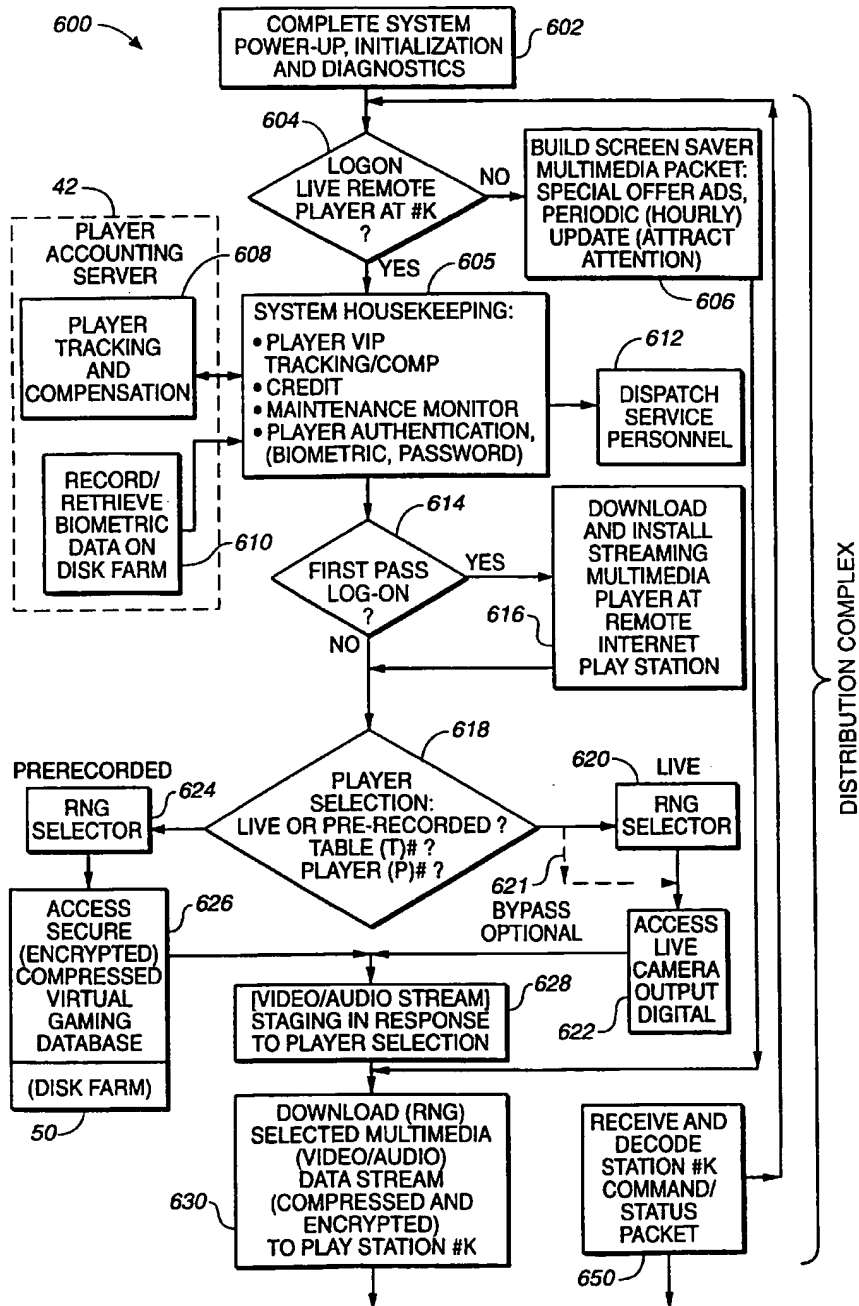 600
COMPLETE SYSTEM
POWER-UP, INITIALIZATION
AND DIAGNOSTICS
602
604
LOGON
LIVE REMOTE
PLAYER AT #K
?
NO
YES
BUILD SCREEN SAVER
MULTIMEDIA PACKET:
SPECIAL OFFER ADS,
PERIODIC (HOURLY)
UPDATE (ATTRACT
ATTENTION)
606
42
PLAYER
ACCOUNTING
SERVER
608
PLAYER
TRACKING
AND
COMPENSATION
RECORD/
RETRIEVE
BIOMETRIC
DATA ON
DISK FARM
610
605
SYSTEM HOUSEKEEPING:
• PLAYER VIP
TRACKING/COMP
• CREDIT
• MAINTENANCE MONITOR
• PLAYER AUTHENTICATION,
(BIOMETRIC, PASSWORD)
612
DISPATCH
SERVICE
PERSONNEL
614
FIRST PASS
LOG-ON
?
YES
NO
DOWNLOAD
AND INSTALL
STREAMING
MULTIMEDIA
PLAYER AT
REMOTE
INTERNET
PLAY STATION
616
618
PLAYER
SELECTION:
LIVE OR PRE-RECORDED ?
TABLE (T)# ?
PLAYER (P)# ?
PRERECORDED
624
RNG
SELECTOR
620
LIVE
RNG
SELECTOR
621
BYPASS
OPTIONAL
626
ACCESS
SECURE
(ENCRYPTED)
COMPRESSED
VIRTUAL
GAMING
DATABASE
(DISK FARM)
50
ACCESS
LIVE
CAMERA
OUTPUT
DIGITAL
622
[VIDEO/AUDIO STREAM]
STAGING IN RESPONSE
TO PLAYER SELECTION
628
DOWNLOAD (RNG)
SELECTED MULTIMEDIA
(VIDEO/AUDIO)
DATA STREAM
(COMPRESSED AND
ENCRYPTED)
TO PLAY STATION #K
630
RECEIVE AND
DECODE
STATION #K
COMMAND/
STATUS
PACKET
650
DISTRIBUTION COMPLEX